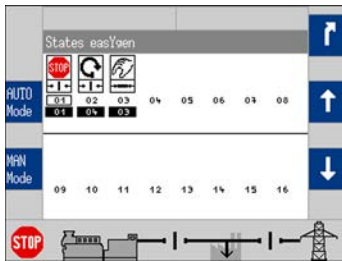 States easYgen
STOP
01 02 03 04 05 06 07 08
01 04 03
AUTO
Mode
MAN
Mode
09 10 11 12 13 14 15 16
STOP